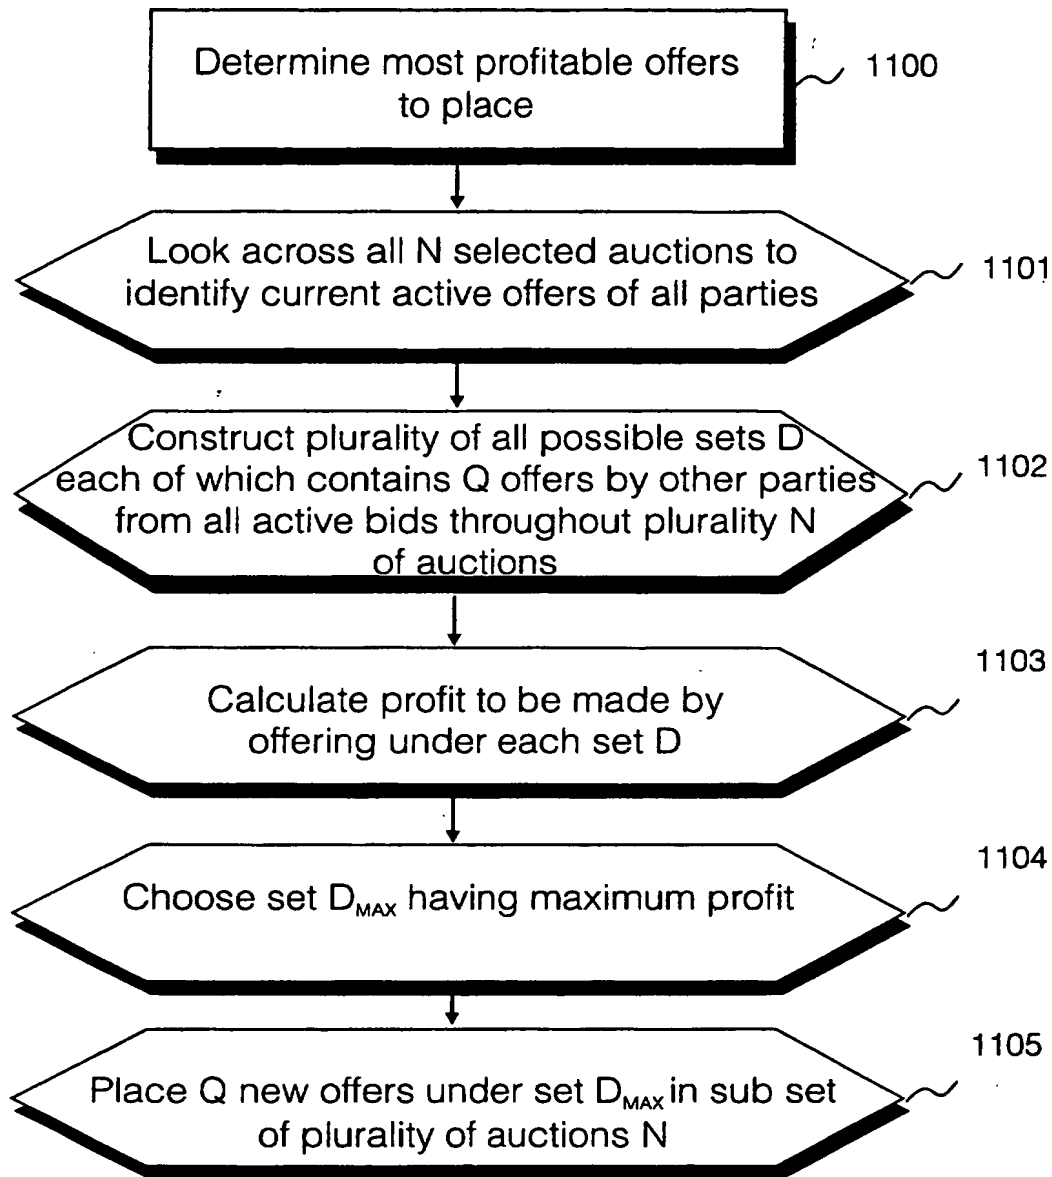 Determine most profitable offers
to place
1100
Look across all N selected auctions to
identify current active offers of all parties
1101
Construct plurality of all possible sets D
each of which contains Q offers by other parties
from all active bids throughout plurality N
of auctions
1102
Calculate profit to be made by
offering under each set D
1103
Choose set DMAX having maximum profit
1104
Place Q new offers under set DMAX in sub set
of plurality of auctions N
1105